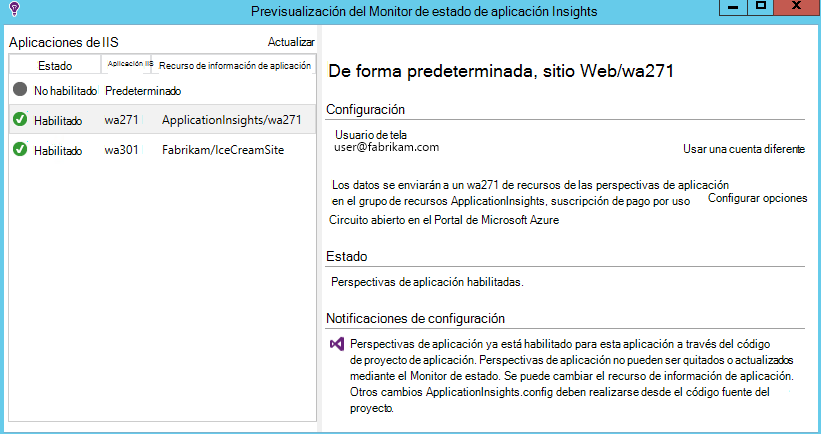 Previsualización del Monitor de estado de aplicación Insights
Aplicaciones de IIS
Actualizar
Estado
Aplicación IIS
Recurso de información de aplicación
No habilitado
Predeterminado
Habilitado
wa271
ApplicationInsights/wa271
Habilitado
wa301
Fabrikam/IceCreamSite
De forma predeterminada, sitio Web/wa271
Configuración
Usuario de tela
user@fabrikam.com
Usar una cuenta diferente
Los datos se enviarán a un wa271 de recursos de las perspectivas de aplicación
en el grupo de recursos ApplicationInsights, suscripción de pago por uso
Configurar opciones
Circuito abierto en el Portal de Microsoft Azure
Estado
Perspectivas de aplicación habilitadas.
Notificaciones de configuración
Perspectivas de aplicación ya está habilitado para esta aplicación a través del código
de proyecto de aplicación. Perspectivas de aplicación no pueden ser quitados o actualizados
mediante el Monitor de estado. Se puede cambiar el recurso de información de aplicación.
Otros cambios ApplicationInsights.config deben realizarse desde el código fuente del
proyecto.